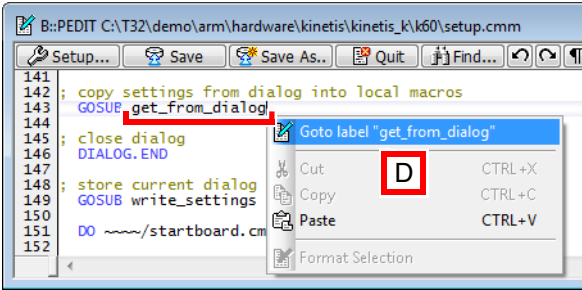 B::PEDIT C:\T32\demo\arm\hardware\kinetis\kinetis_k\k60\setup.cmm
Setup... Save Save As.. Quit Find...
141
142 ; copy settings from dialog into local macros
143 GOSUB get_from_dialog
144
145 ; close dialog
146 DIALOG.END
147
148 ; store current dialog
149 GOSUB write_settings
150
151 DO ~~~~/startboard.cm
152
Goto label "get_from_dialog"
Cut CTRL+X
D
Copy CTRL+C
Paste CTRL+V
Format Selection